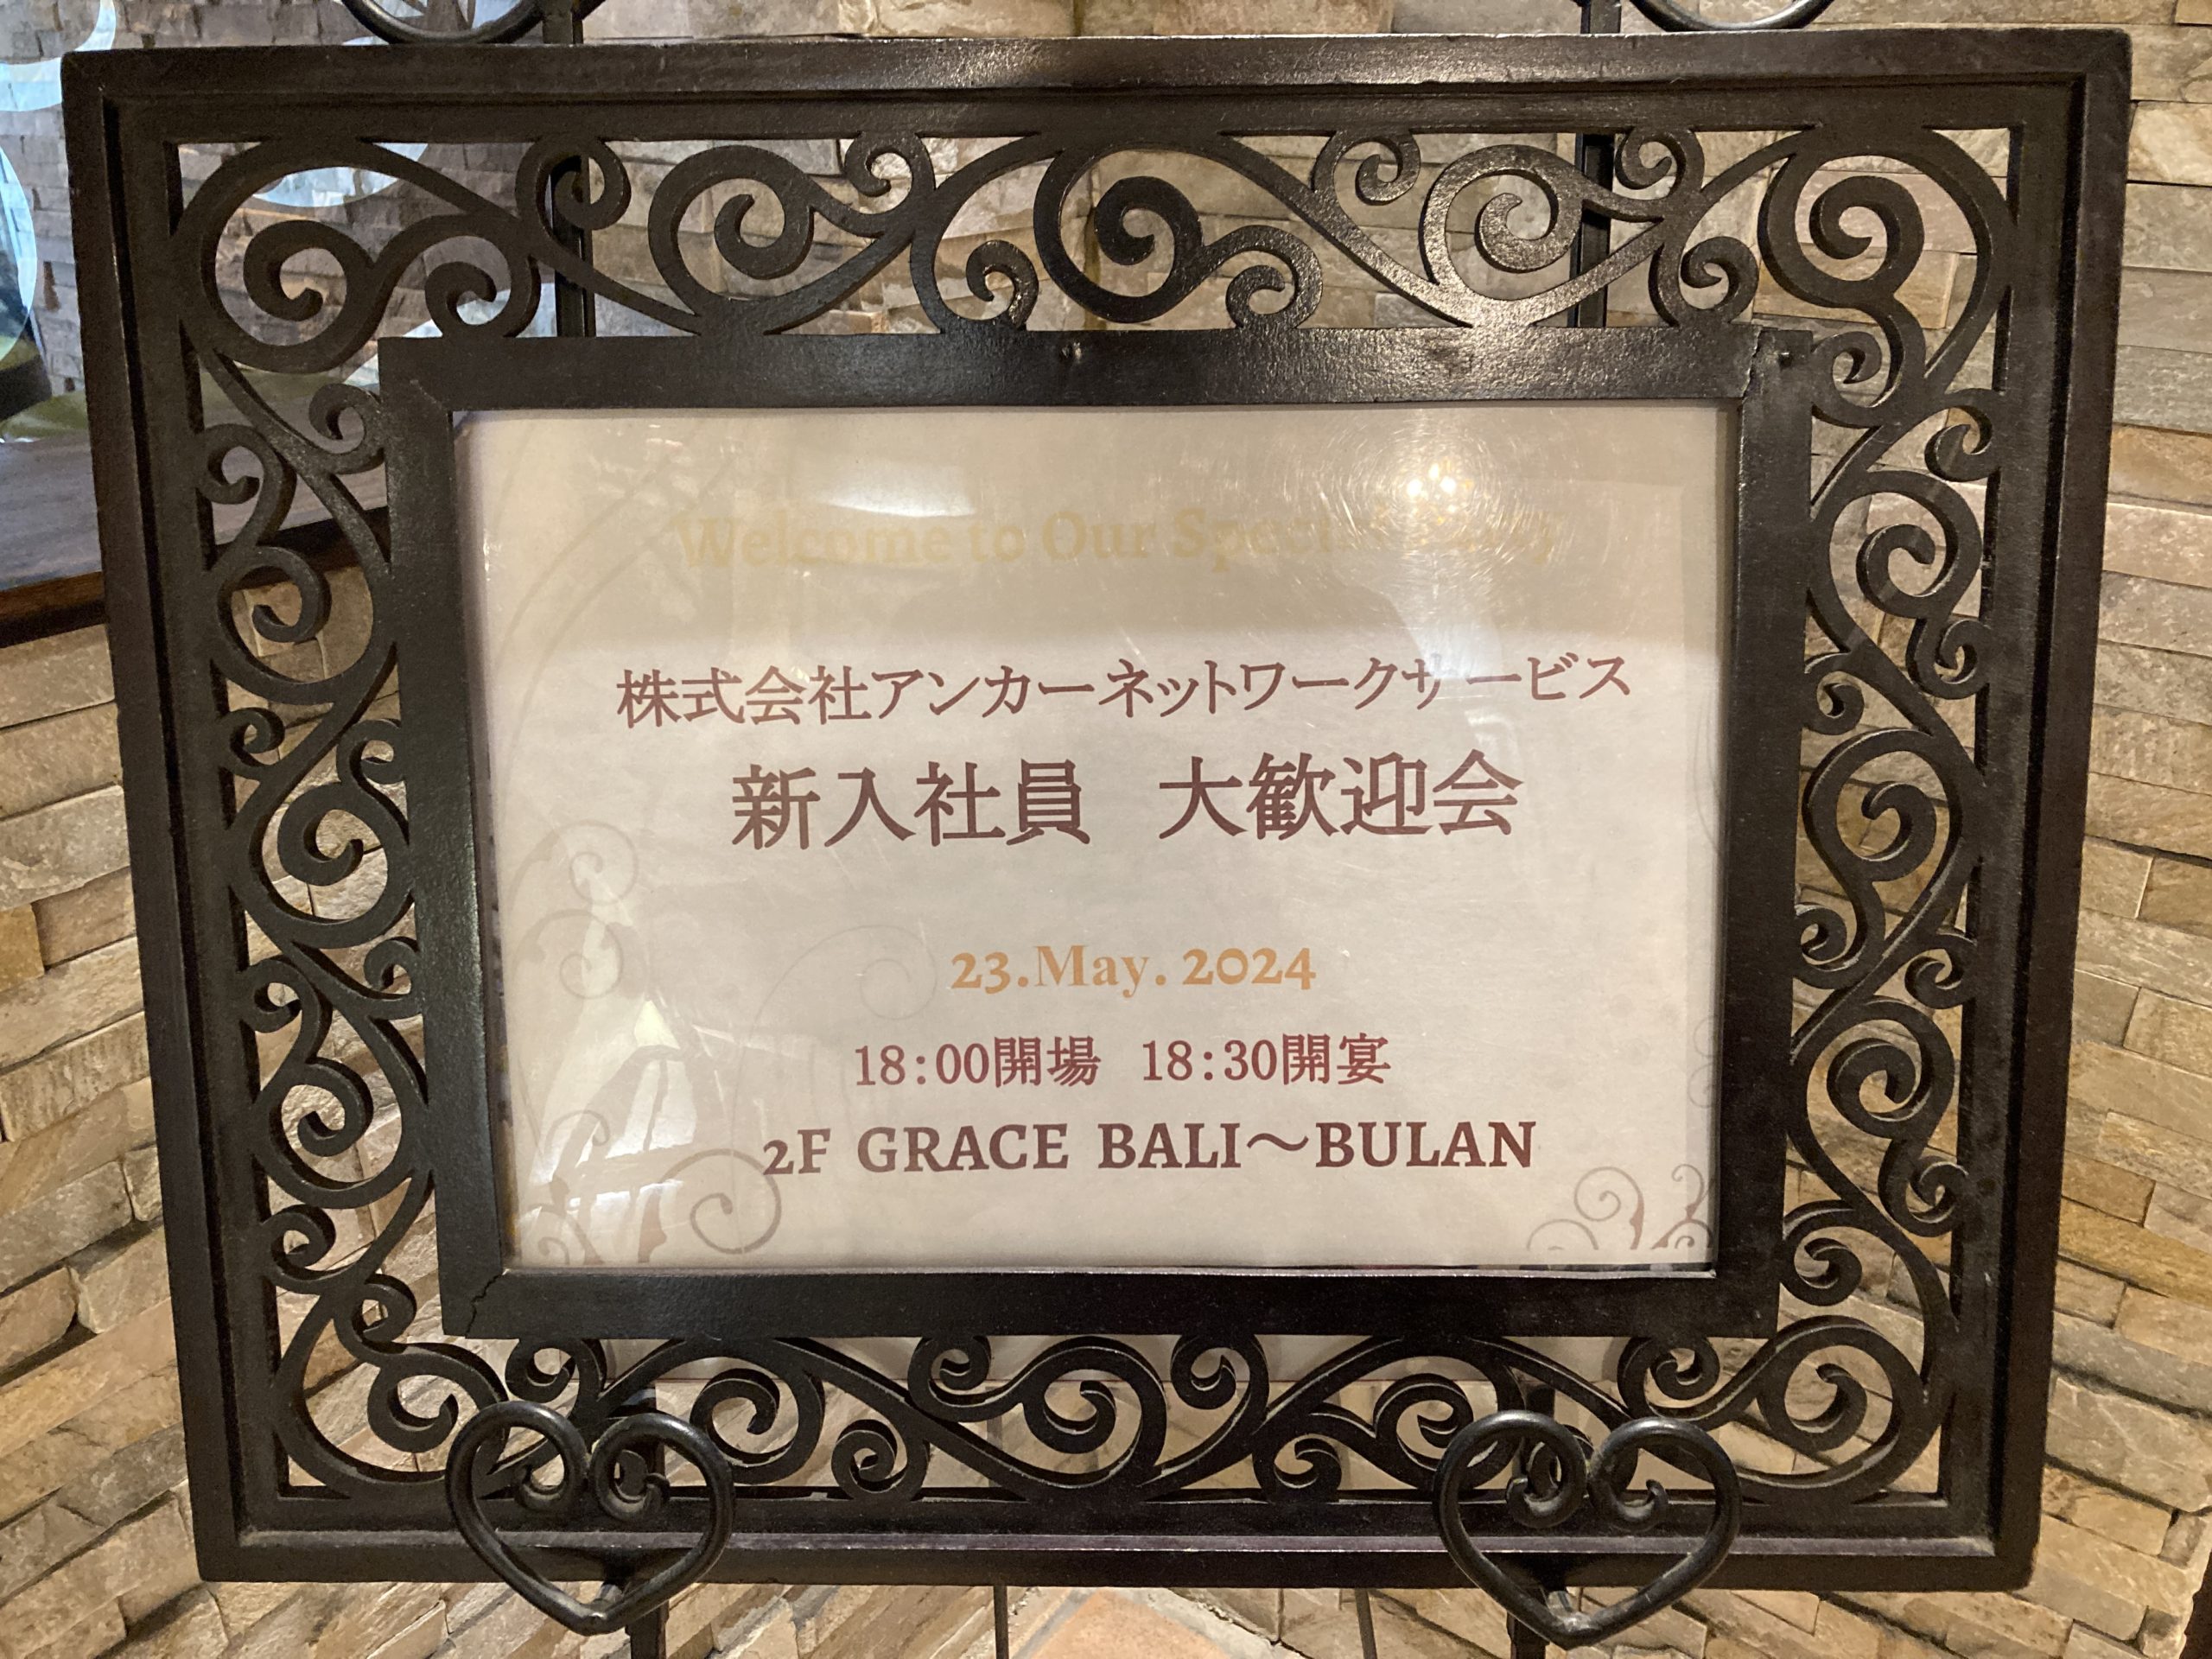 Welcome to Our Special
株式会社アンカーネットワークサービス
新入社員 大歓迎会
23.May. 2024
18:00開場 18:30開宴
2F GRACE BALI～BULAN